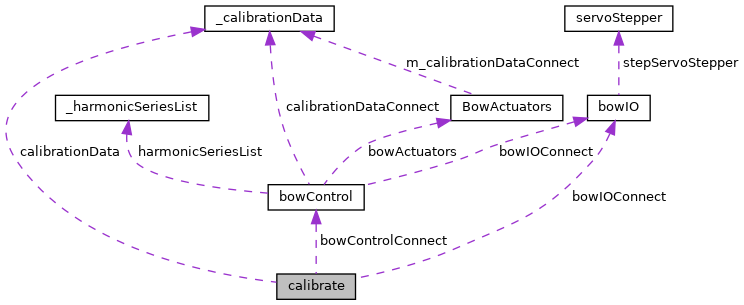 _calibrationData
servoStepper
m_calibrationDataConnect
stepServoStepper
_harmonicSeriesList
calibrationDataConnect
BowActuators
bowIO
calibrationData
harmonicSeriesList
bowActuators
bowIOConnect
bowControl
bowIOConnect
bowControlConnect
calibrate